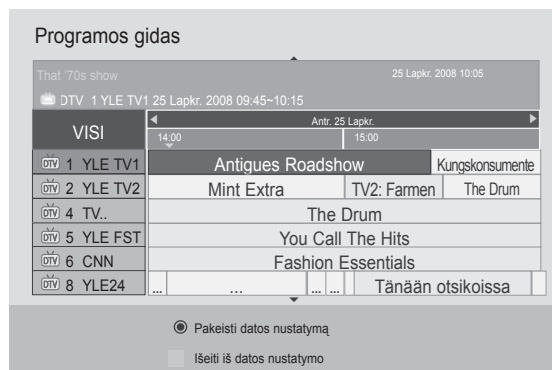 Programos gidas
That '70s show 25 Lapkr. 2008 10:05
DTV 1 YLE TV1 25 Lapkr. 2008 09:45~10:15
VISI
Antr. 25 Lapkr.
14:00 15:00
DTV 1 YLE TV1 Antigues Roadshow Kungskonsumente
DTV 2 YLE TV2 Mint Extra TV2: Farmen The Drum
DTV 4 TV.. The Drum
DTV 5 YLE FST You Call The Hits
DTV 6 CNN Fashion Essentials
DTV 8 YLE24 ... ... ... ... Tänään otsikoissa
Pakeisti datos nustatymą
Išeiti iš datos nustatymo